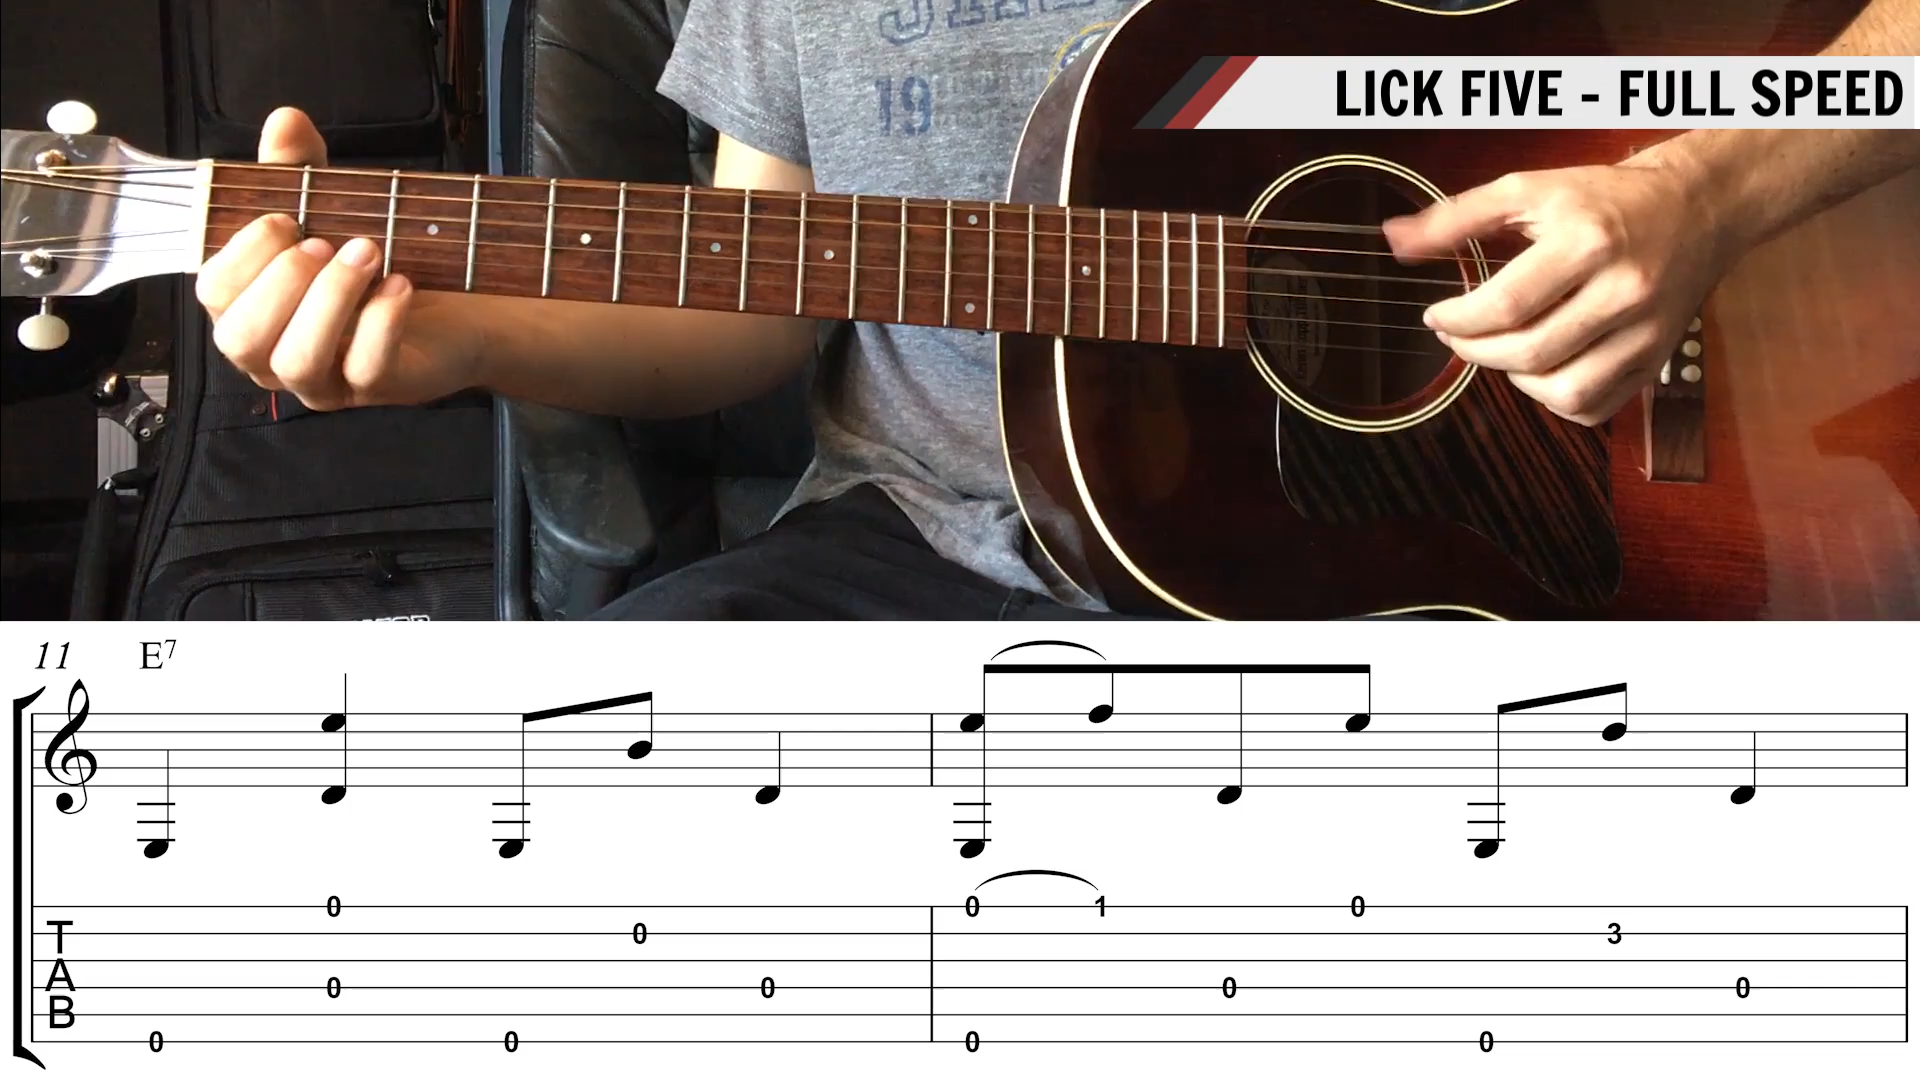 LICK FIVE - FULL SPEED
19
11 E7
0 0 1 0
T 0 3
A 0 0 0 0
B
0 0 0 0